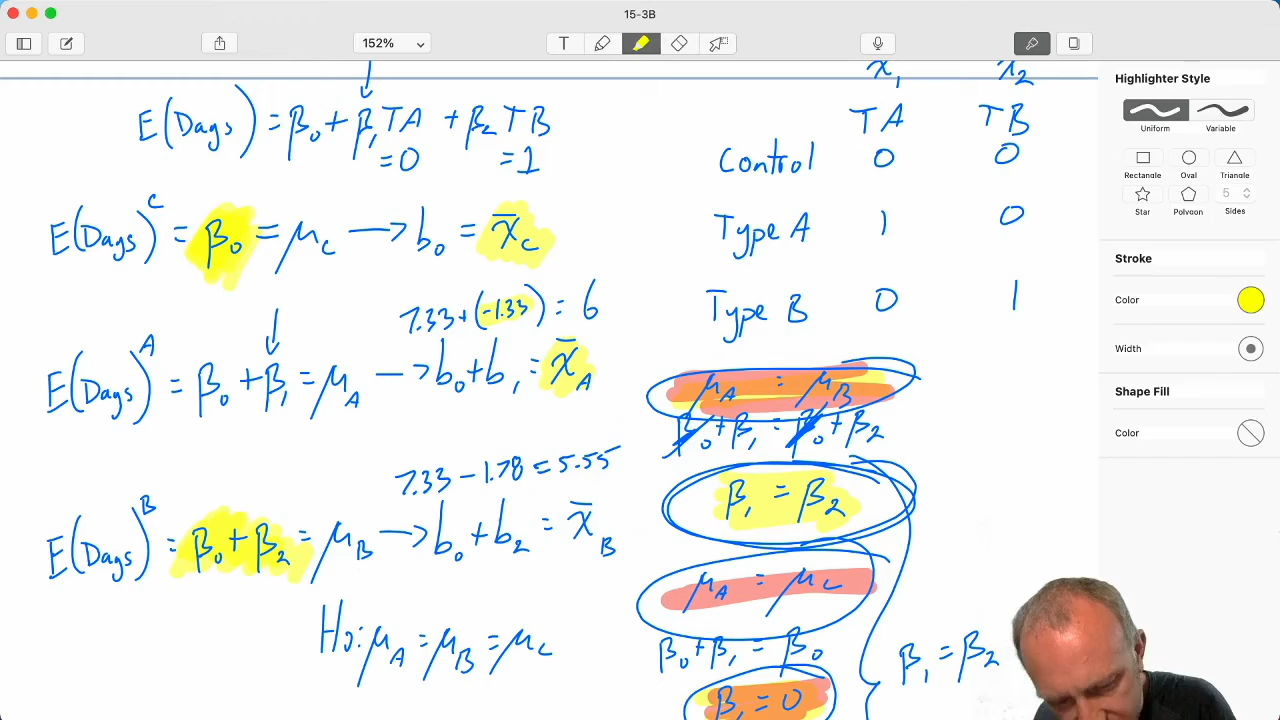 15-3B
152%
T
Highlighter Style
Uniform
Variable
Rectangle
Oval
Triangle
Star
Polygon
5
Sides
Stroke
Color
Width
Shape Fill
Color
x₁ x₂
E(Days) = β₀ + β₁TA + β₂TB
= 0 = 1
TA TB
Control 0 0
E(Days)ᶜ = β₀ = μc → b₀ = x̄c
Type A 1 0
7.33 + (-1.33) = 6
Type B 0 1
E(Days)ᴬ = β₀ + β₁ = μA → b₀ + b₁ = x̄A
μA = μB
β₀ + β₁ = β₀ + β₂
7.33 - 1.78 = 5.55
β₁ = β₂
E(Days)ᴮ = β₀ + β₂ = μB → b₀ + b₂ = x̄B
μA = μc
H₀: μA = μB = μc
β₀ + β₁ = β₀
β₁ = β₂
β₁ = 0